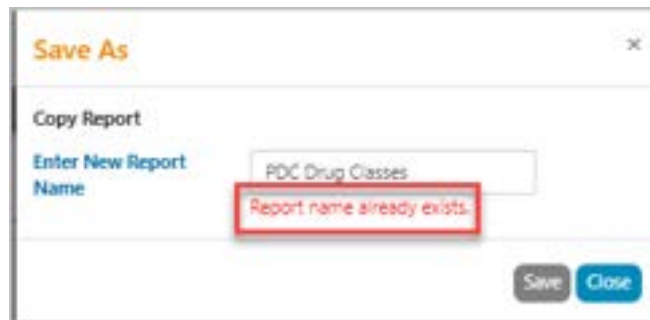 Save As
×
Copy Report
Enter New Report
Name
PDC Drug Classes
Report name already exists.
Save Close